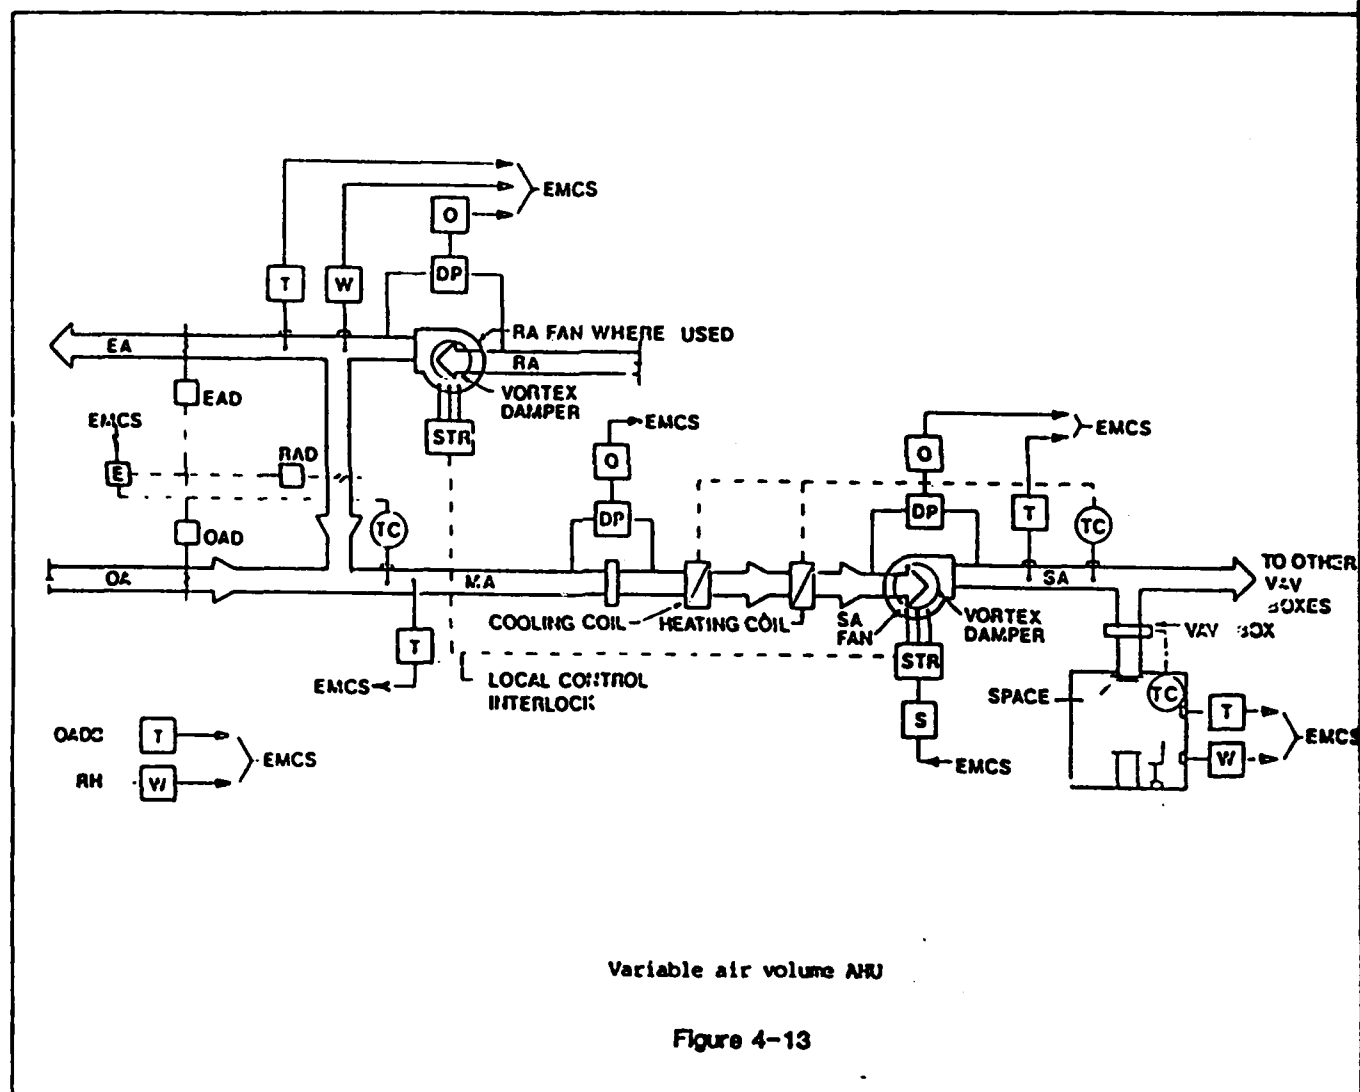 EMCS
O
T
W
DP
RA FAN WHERE USED
EA
RA
VORTEX
DAMPER
EAD
EMCS
STR
EMCS
O
EMCS
RAD
O
E
DP
DP
T
TC
TC
OAD
OA
MA
SA
TO OTHER
VAV
BOXES
COOLING COIL
HEATING COIL
SA
FAN
VORTEX
DAMPER
VAV BOX
T
STR
EMCS
LOCAL CONTROL
INTERLOCK
SPACE
TC
T
S
EMCS
W
EMCS
T
EMCS
RH
W
Variable air volume AHU
Figure 4-13